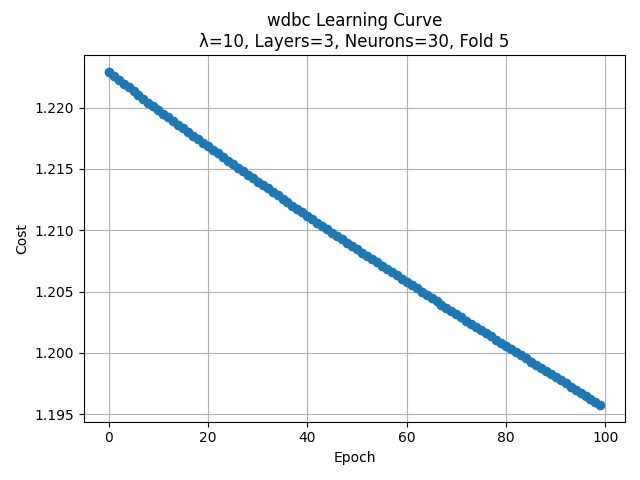 wdbc Learning Curve
λ=10, Layers=3, Neurons=30, Fold 5
1.220
1.215
1.210
1.205
1.200
1.195
Cost
0 20 40 60 80 100
Epoch